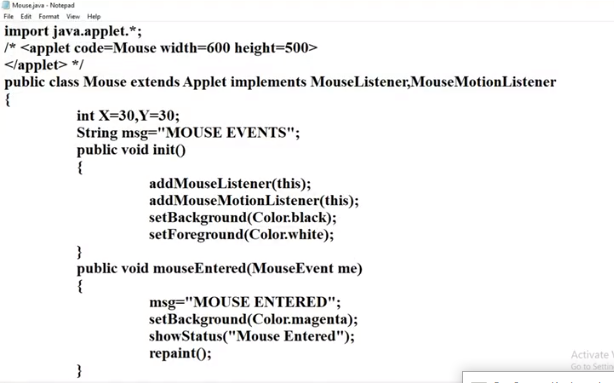 Mouse.java - Notepad
File Edit Format View Help
import java.applet.*;
/* <applet code=Mouse width=600 height=500>
</applet> */
public class Mouse extends Applet implements MouseListener,MouseMotionListener
{
int X=30,Y=30;
String msg="MOUSE EVENTS";
public void init()
{
addMouseListener(this);
addMouseMotionListener(this);
setBackground(Color.black);
setForeground(Color.white);
}
public void mouseEntered(MouseEvent me)
{
msg="MOUSE ENTERED";
setBackground(Color.magenta);
showStatus("Mouse Entered");
repaint();
}
Activate
Go to